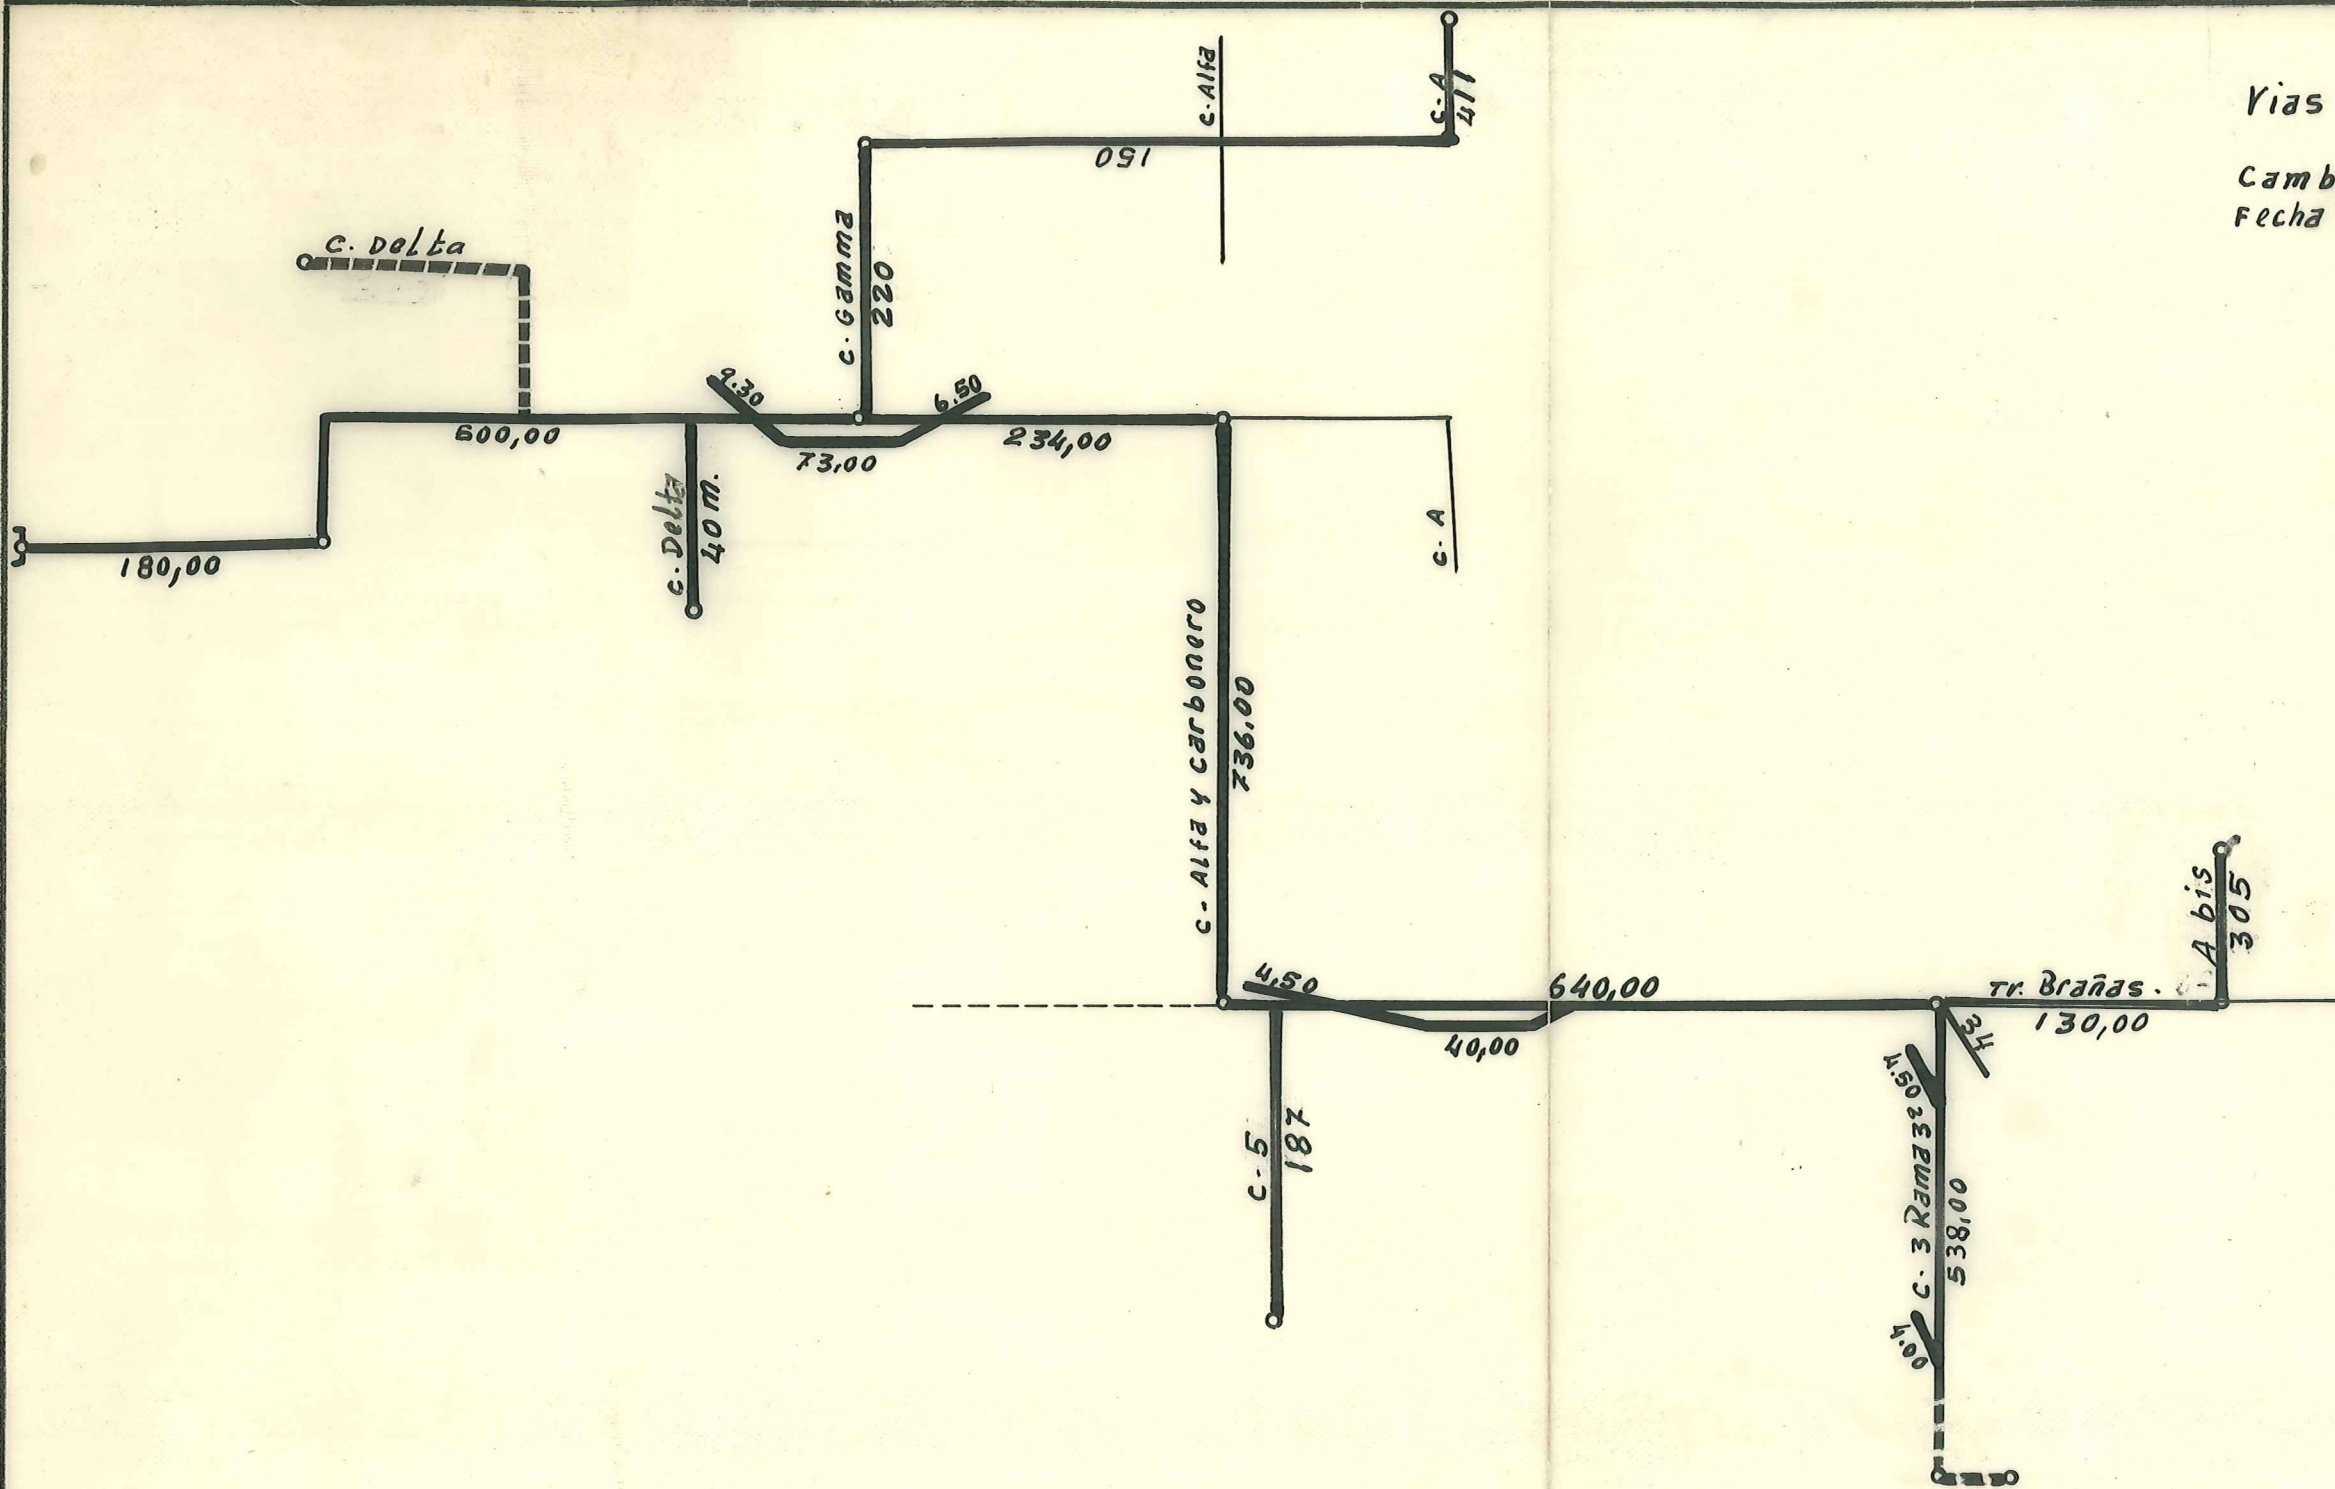 C. Alfa
C. A
411
Vias
150
Camb
Fecha
C. Delta
C. Gamma
220
9.30
6.50
600,00
73,00
234,00
C. Delta
40 m.
C. A
180,00
C. Alfa y Carbonero
736.00
A bis
305
4,50
640,00
Tr. Brañas.
130,00
34
40,00
4.50
C. 5
187
C. 3 Rama 3ª
538,00
4.00